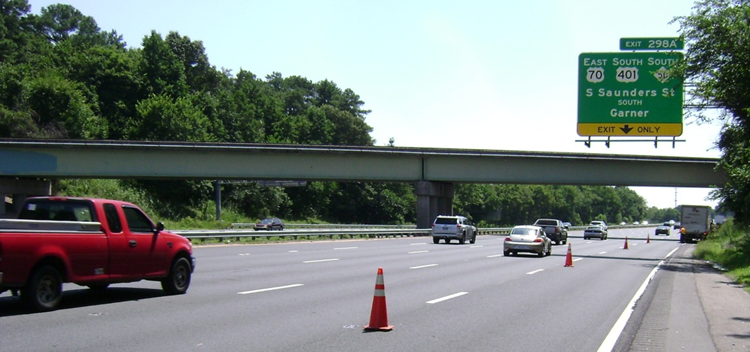 EXIT 298A
East South South
70 401 50
S Saunders St
SOUTH
Garner
EXIT ONLY